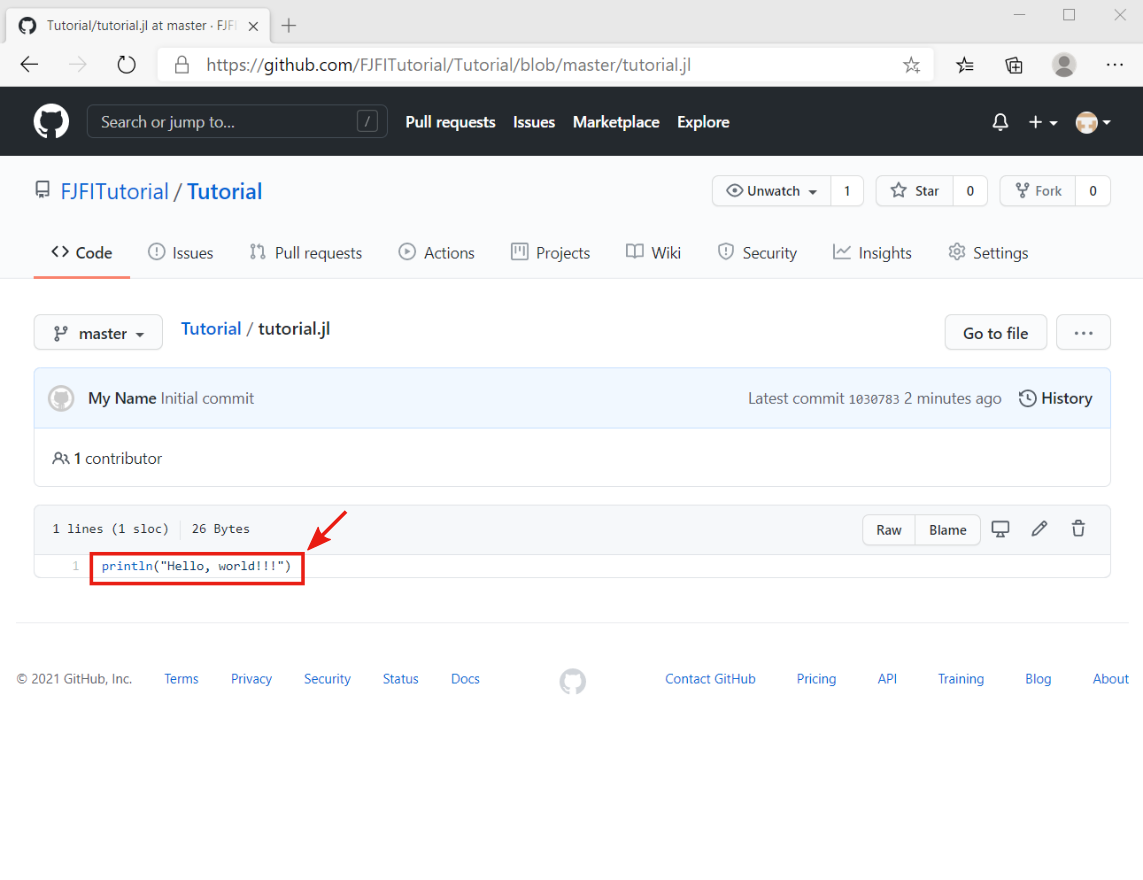 Tutorial/tutorial.jl at master · FJFI
https://github.com/FJFITutorial/Tutorial/blob/master/tutorial.jl
Search or jump to... / Pull requests Issues Marketplace Explore
FJFITutorial / Tutorial Unwatch 1 Star 0 Fork 0
Code Issues Pull requests Actions Projects Wiki Security Insights Settings
master Tutorial / tutorial.jl Go to file ...
My Name Initial commit Latest commit 1030783 2 minutes ago History
1 contributor
1 lines (1 sloc) 26 Bytes Raw Blame
1 println("Hello, world!!!")
© 2021 GitHub, Inc. Terms Privacy Security Status Docs Contact GitHub Pricing API Training Blog About